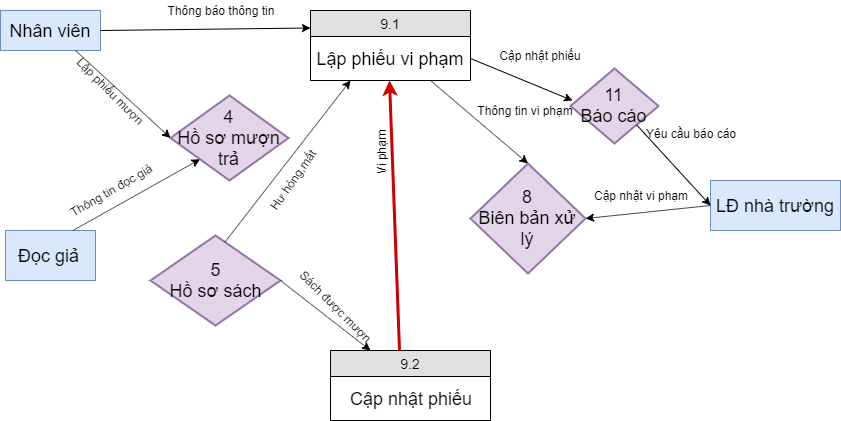 Thông báo thông tin
Nhân viên
9.1
Lập phiếu vi phạm
Cập nhật phiếu
Lập phiếu mượn
4
Hồ sơ mượn
trả
Thông tin vi phạm
11
Báo cáo
Yêu cầu báo cáo
Vi phạm
Hư hỏng,mất
Thông tin đọc giả
8
Biên bản xử
lý
Cập nhật vi phạm
LĐ nhà trường
Đọc giả
5
Hồ sơ sách
Sách được mượn
9.2
Cập nhật phiếu